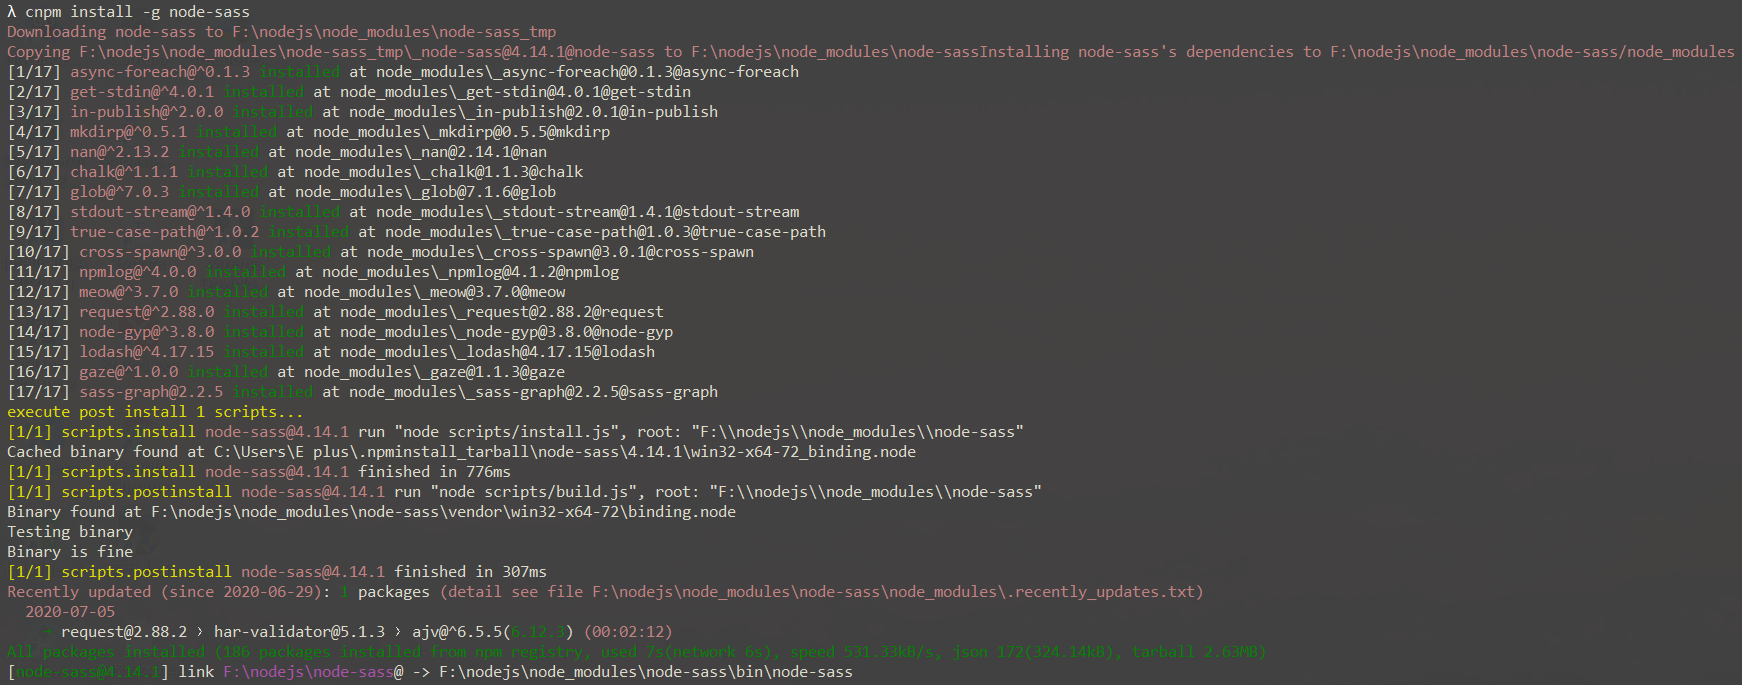 λ cnpm install -g node-sass
Downloading node-sass to F:\nodejs\node_modules\node-sass_tmp
Copying F:\nodejs\node_modules\node-sass_tmp\_node-sass@4.14.1@node-sass to F:\nodejs\node_modules\node-sassInstalling node-sass's dependencies to F:\nodejs\node_modules\node-sass/node_modules
[1/17] async-foreach@^0.1.3 installed at node_modules\_async-foreach@0.1.3@async-foreach
[2/17] get-stdin@^4.0.1 installed at node_modules\_get-stdin@4.0.1@get-stdin
[3/17] in-publish@^2.0.0 installed at node_modules\_in-publish@2.0.1@in-publish
[4/17] mkdirp@^0.5.1 installed at node_modules\_mkdirp@0.5.5@mkdirp
[5/17] nan@^2.13.2 installed at node_modules\_nan@2.14.1@nan
[6/17] chalk@^1.1.1 installed at node_modules\_chalk@1.1.3@chalk
[7/17] glob@^7.0.3 installed at node_modules\_glob@7.1.6@glob
[8/17] stdout-stream@^1.4.0 installed at node_modules\_stdout-stream@1.4.1@stdout-stream
[9/17] true-case-path@^1.0.2 installed at node_modules\_true-case-path@1.0.3@true-case-path
[10/17] cross-spawn@^3.0.0 installed at node_modules\_cross-spawn@3.0.1@cross-spawn
[11/17] npmlog@^4.0.0 installed at node_modules\_npmlog@4.1.2@npmlog
[12/17] meow@^3.7.0 installed at node_modules\_meow@3.7.0@meow
[13/17] request@^2.88.0 installed at node_modules\_request@2.88.2@request
[14/17] node-gyp@^3.8.0 installed at node_modules\_node-gyp@3.8.0@node-gyp
[15/17] lodash@^4.17.15 installed at node_modules\_lodash@4.17.15@lodash
[16/17] gaze@^1.0.0 installed at node_modules\_gaze@1.1.3@gaze
[17/17] sass-graph@2.2.5 installed at node_modules\_sass-graph@2.2.5@sass-graph
execute post install 1 scripts...
[1/1] scripts.install node-sass@4.14.1 run "node scripts/install.js", root: "F:\\nodejs\\node_modules\\node-sass"
Cached binary found at C:\Users\E plus\.npminstall_tarball\node-sass\4.14.1\win32-x64-72_binding.node
[1/1] scripts.install node-sass@4.14.1 finished in 776ms
[1/1] scripts.postinstall node-sass@4.14.1 run "node scripts/build.js", root: "F:\\nodejs\\node_modules\\node-sass"
Binary found at F:\nodejs\node_modules\node-sass\vendor\win32-x64-72\binding.node
Testing binary
Binary is fine
[1/1] scripts.postinstall node-sass@4.14.1 finished in 307ms
Recently updated (since 2020-06-29): 1 packages (detail see file F:\nodejs\node_modules\node-sass\node_modules\.recently_updates.txt)
2020-07-05
request@2.88.2 › har-validator@5.1.3 › ajv@^6.5.5(6.12.3) (00:02:12)
All packages installed (186 packages installed from npm registry, used 7s(network 6s), speed 531.33kB/s, json 172(324.14kB), tarball 2.63MB)
[node-sass@4.14.1] link F:\nodejs\node-sass@ -> F:\nodejs\node_modules\node-sass\bin\node-sass